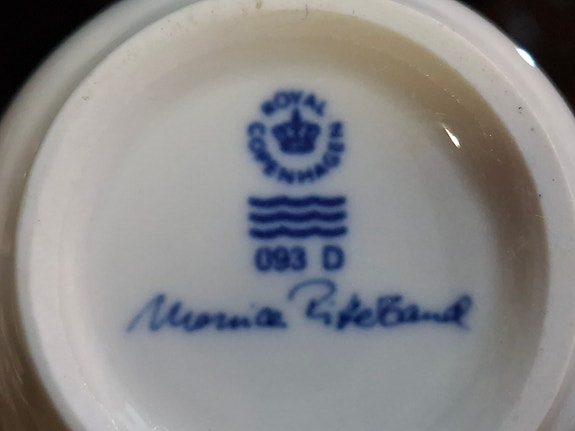 ROYAL
COPENHAGEN
093 D
Monica Ritterband